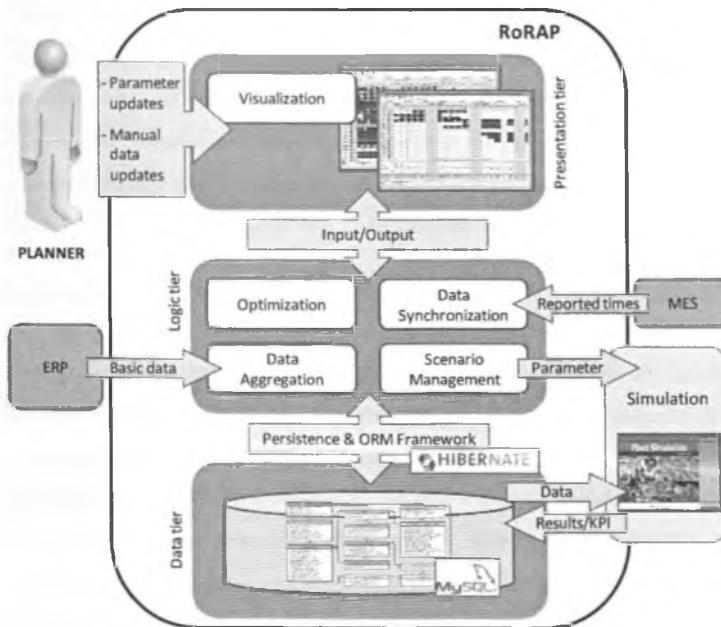 RoRAP
- Parameter
updates
- Manual
data
updates
Visualization
Presentation tier
PLANNER
Input/Output
Logic tier
Optimization
Data
Synchronization
Reported times
MES
ERP
Basic data
Data
Aggregation
Scenario
Management
Parameter
Simulation
Persistence & ORM Framework
HIBERNATE
Data tier
Data
Results/KPI
MySQL